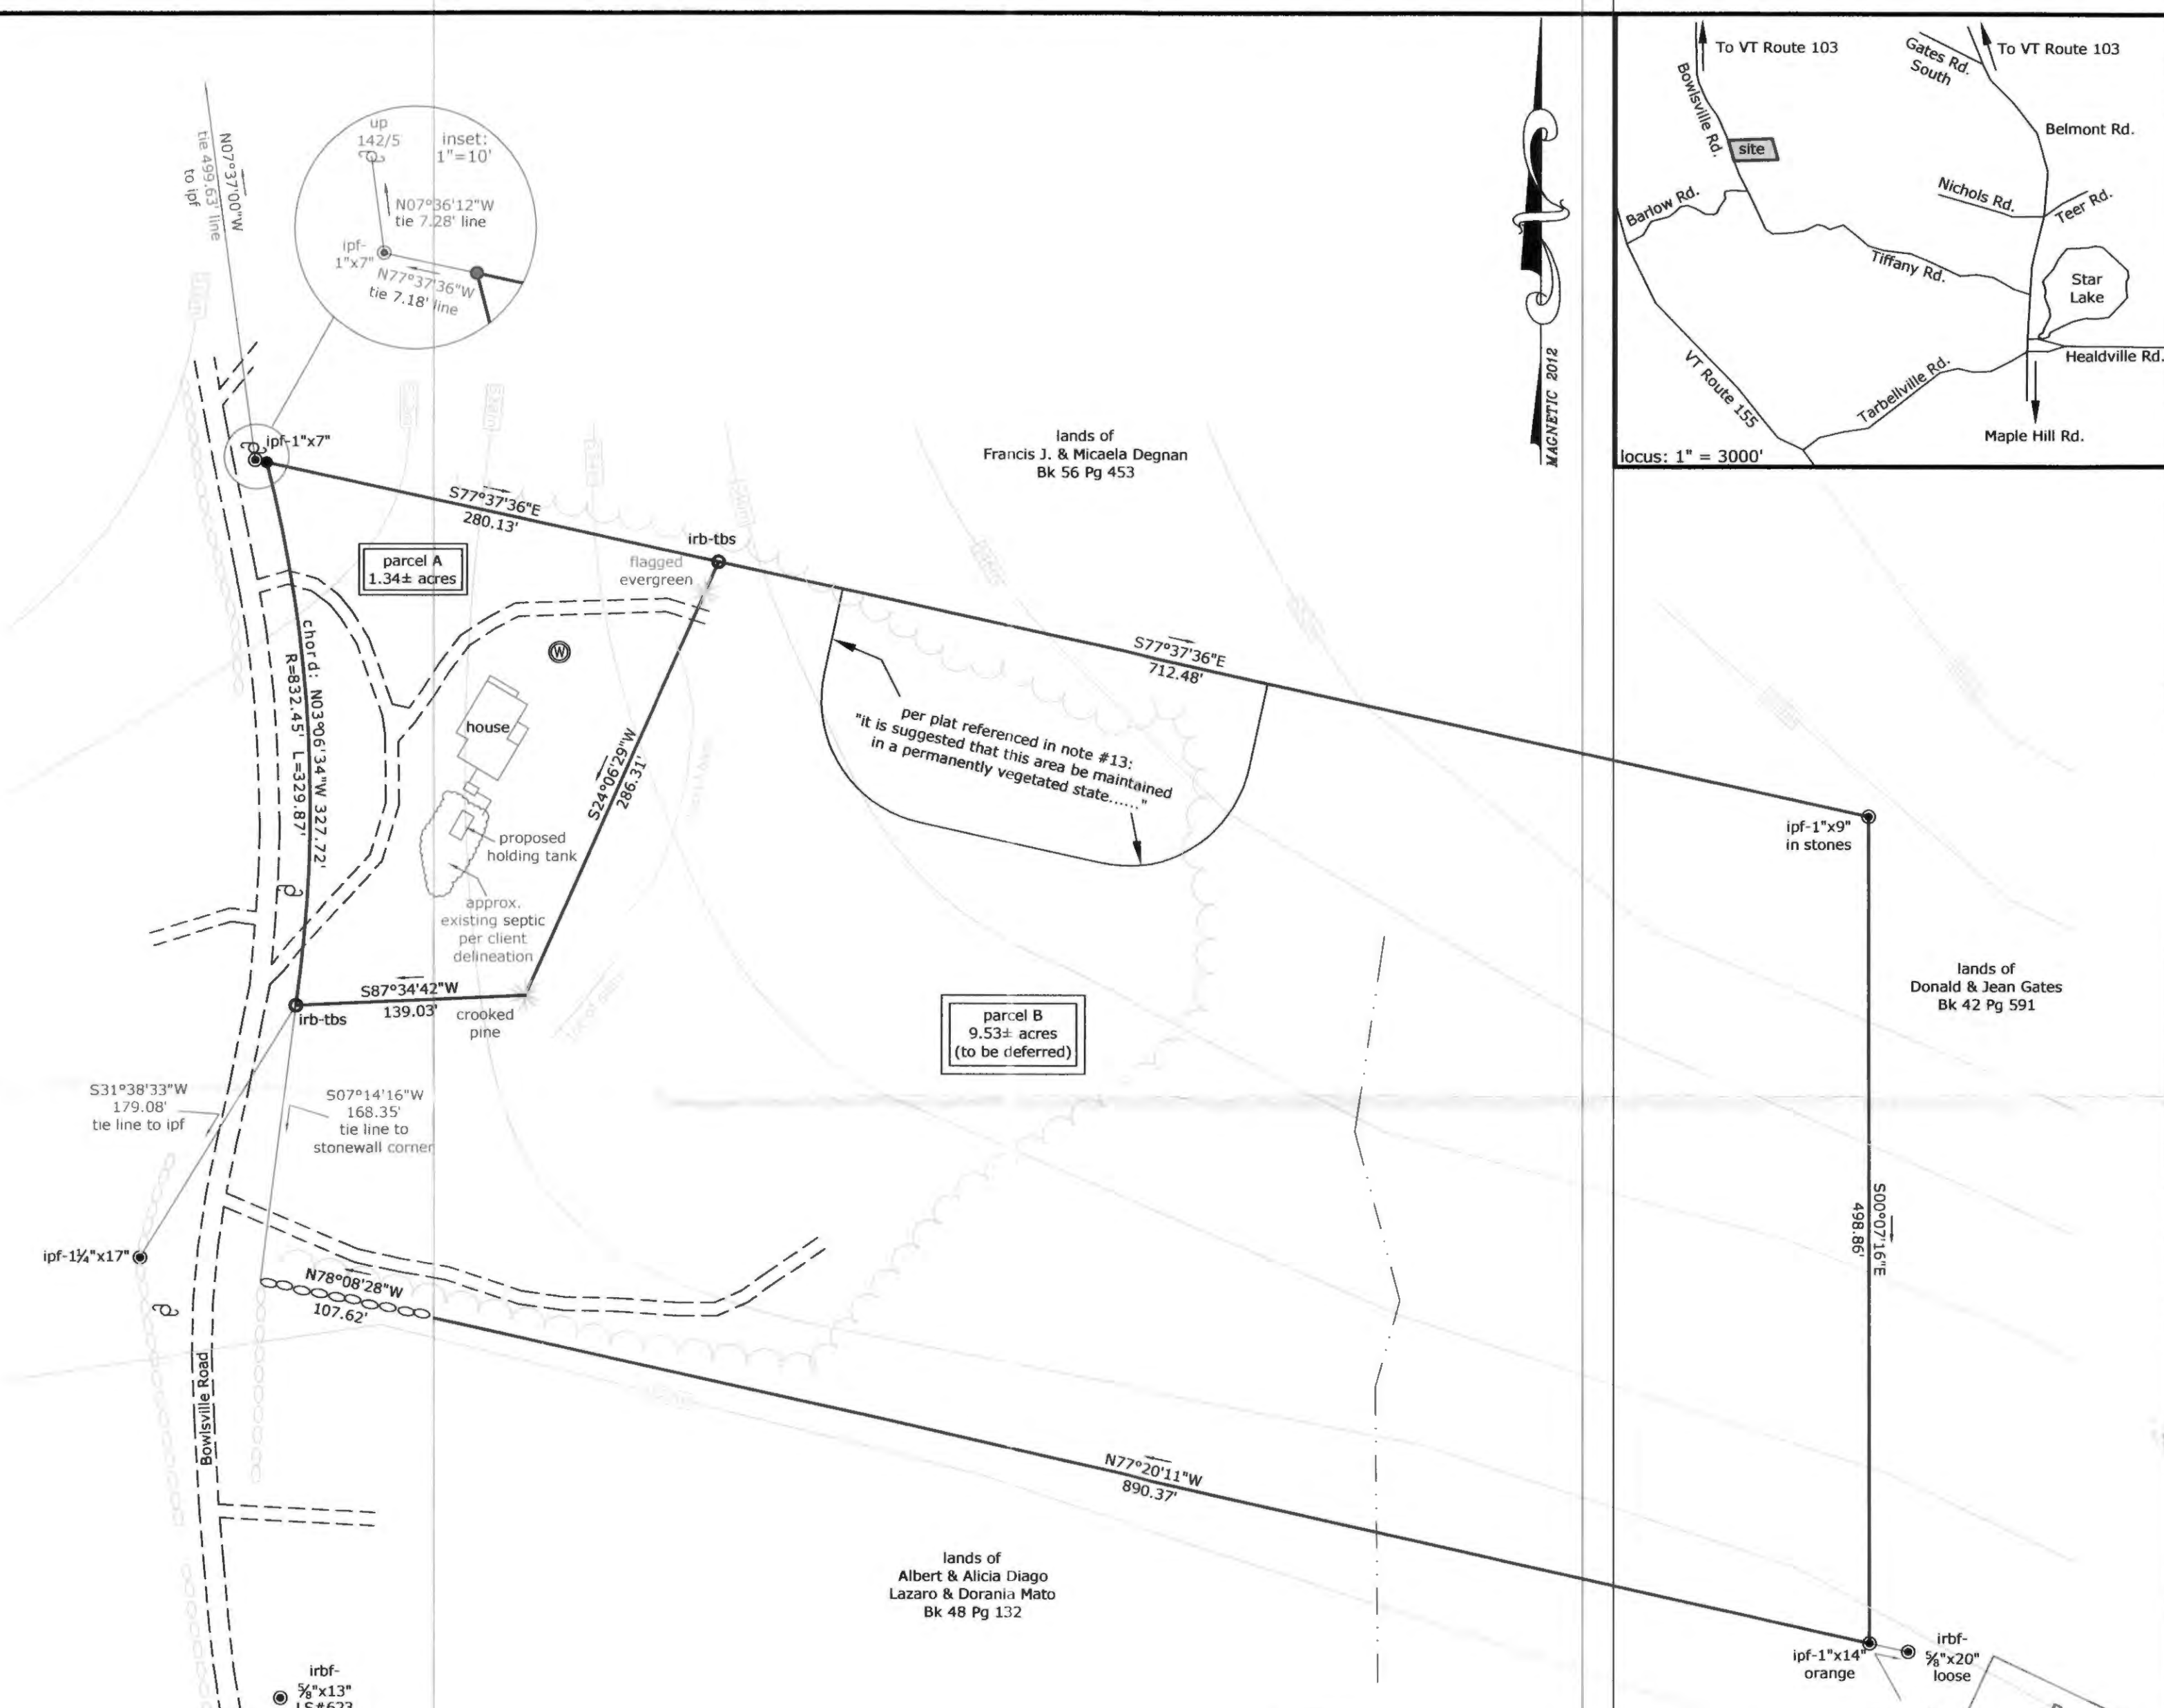 To VT Route 103
Gates Rd.
South
To VT Route 103
Bowlsville Rd.
Belmont Rd.
site
Barlow Rd.
Nichols Rd.
Teer Rd.
Tiffany Rd.
Star
Lake
VT Route 155
Tarbellville Rd.
Healdville Rd.
Maple Hill Rd.
locus: 1" = 3000'
MAGNETIC 2012
N07°37'00"W
tie 499.63' line
to ipf
up
142/5
inset:
1"=10'
N07°36'12"W
tie 7.28' line
ipf-
1"x7"
N77°37'36"W
tie 7.18' line
ipf-1"x7"
lands of
Francis J. & Micaela Degnan
Bk 56 Pg 453
S77°37'36"E
280.13'
irb-tbs
parcel A
1.34± acres
flagged
evergreen
chord: N03°06'34"W 327.72'
R=832.45' L=329.87'
W
house
S77°37'36"E
712.48'
S24°06'29"W
286.31'
per plat referenced in note #13:
"it is suggested that this area be maintained
in a permanently vegetated state......"
proposed
holding tank
ipf-1"x9"
in stones
approx.
existing septic
per client
delineation
S87°34'42"W
139.03'
irb-tbs
crooked
pine
parcel B
9.53± acres
(to be deferred)
lands of
Donald & Jean Gates
Bk 42 Pg 591
S31°38'33"W
179.08'
tie line to ipf
S07°14'16"W
168.35'
tie line to
stonewall corner
S00°07'16"E
498.86'
ipf-1¼"x17"
N78°08'28"W
107.62'
Bowlsville Road
N77°20'11"W
890.37'
lands of
Albert & Alicia Diago
Lazaro & Dorania Mato
Bk 48 Pg 132
ipf-1"x14"
orange
irbf-
⅝"x20"
loose
irbf-
⅝"x13"
LS#623